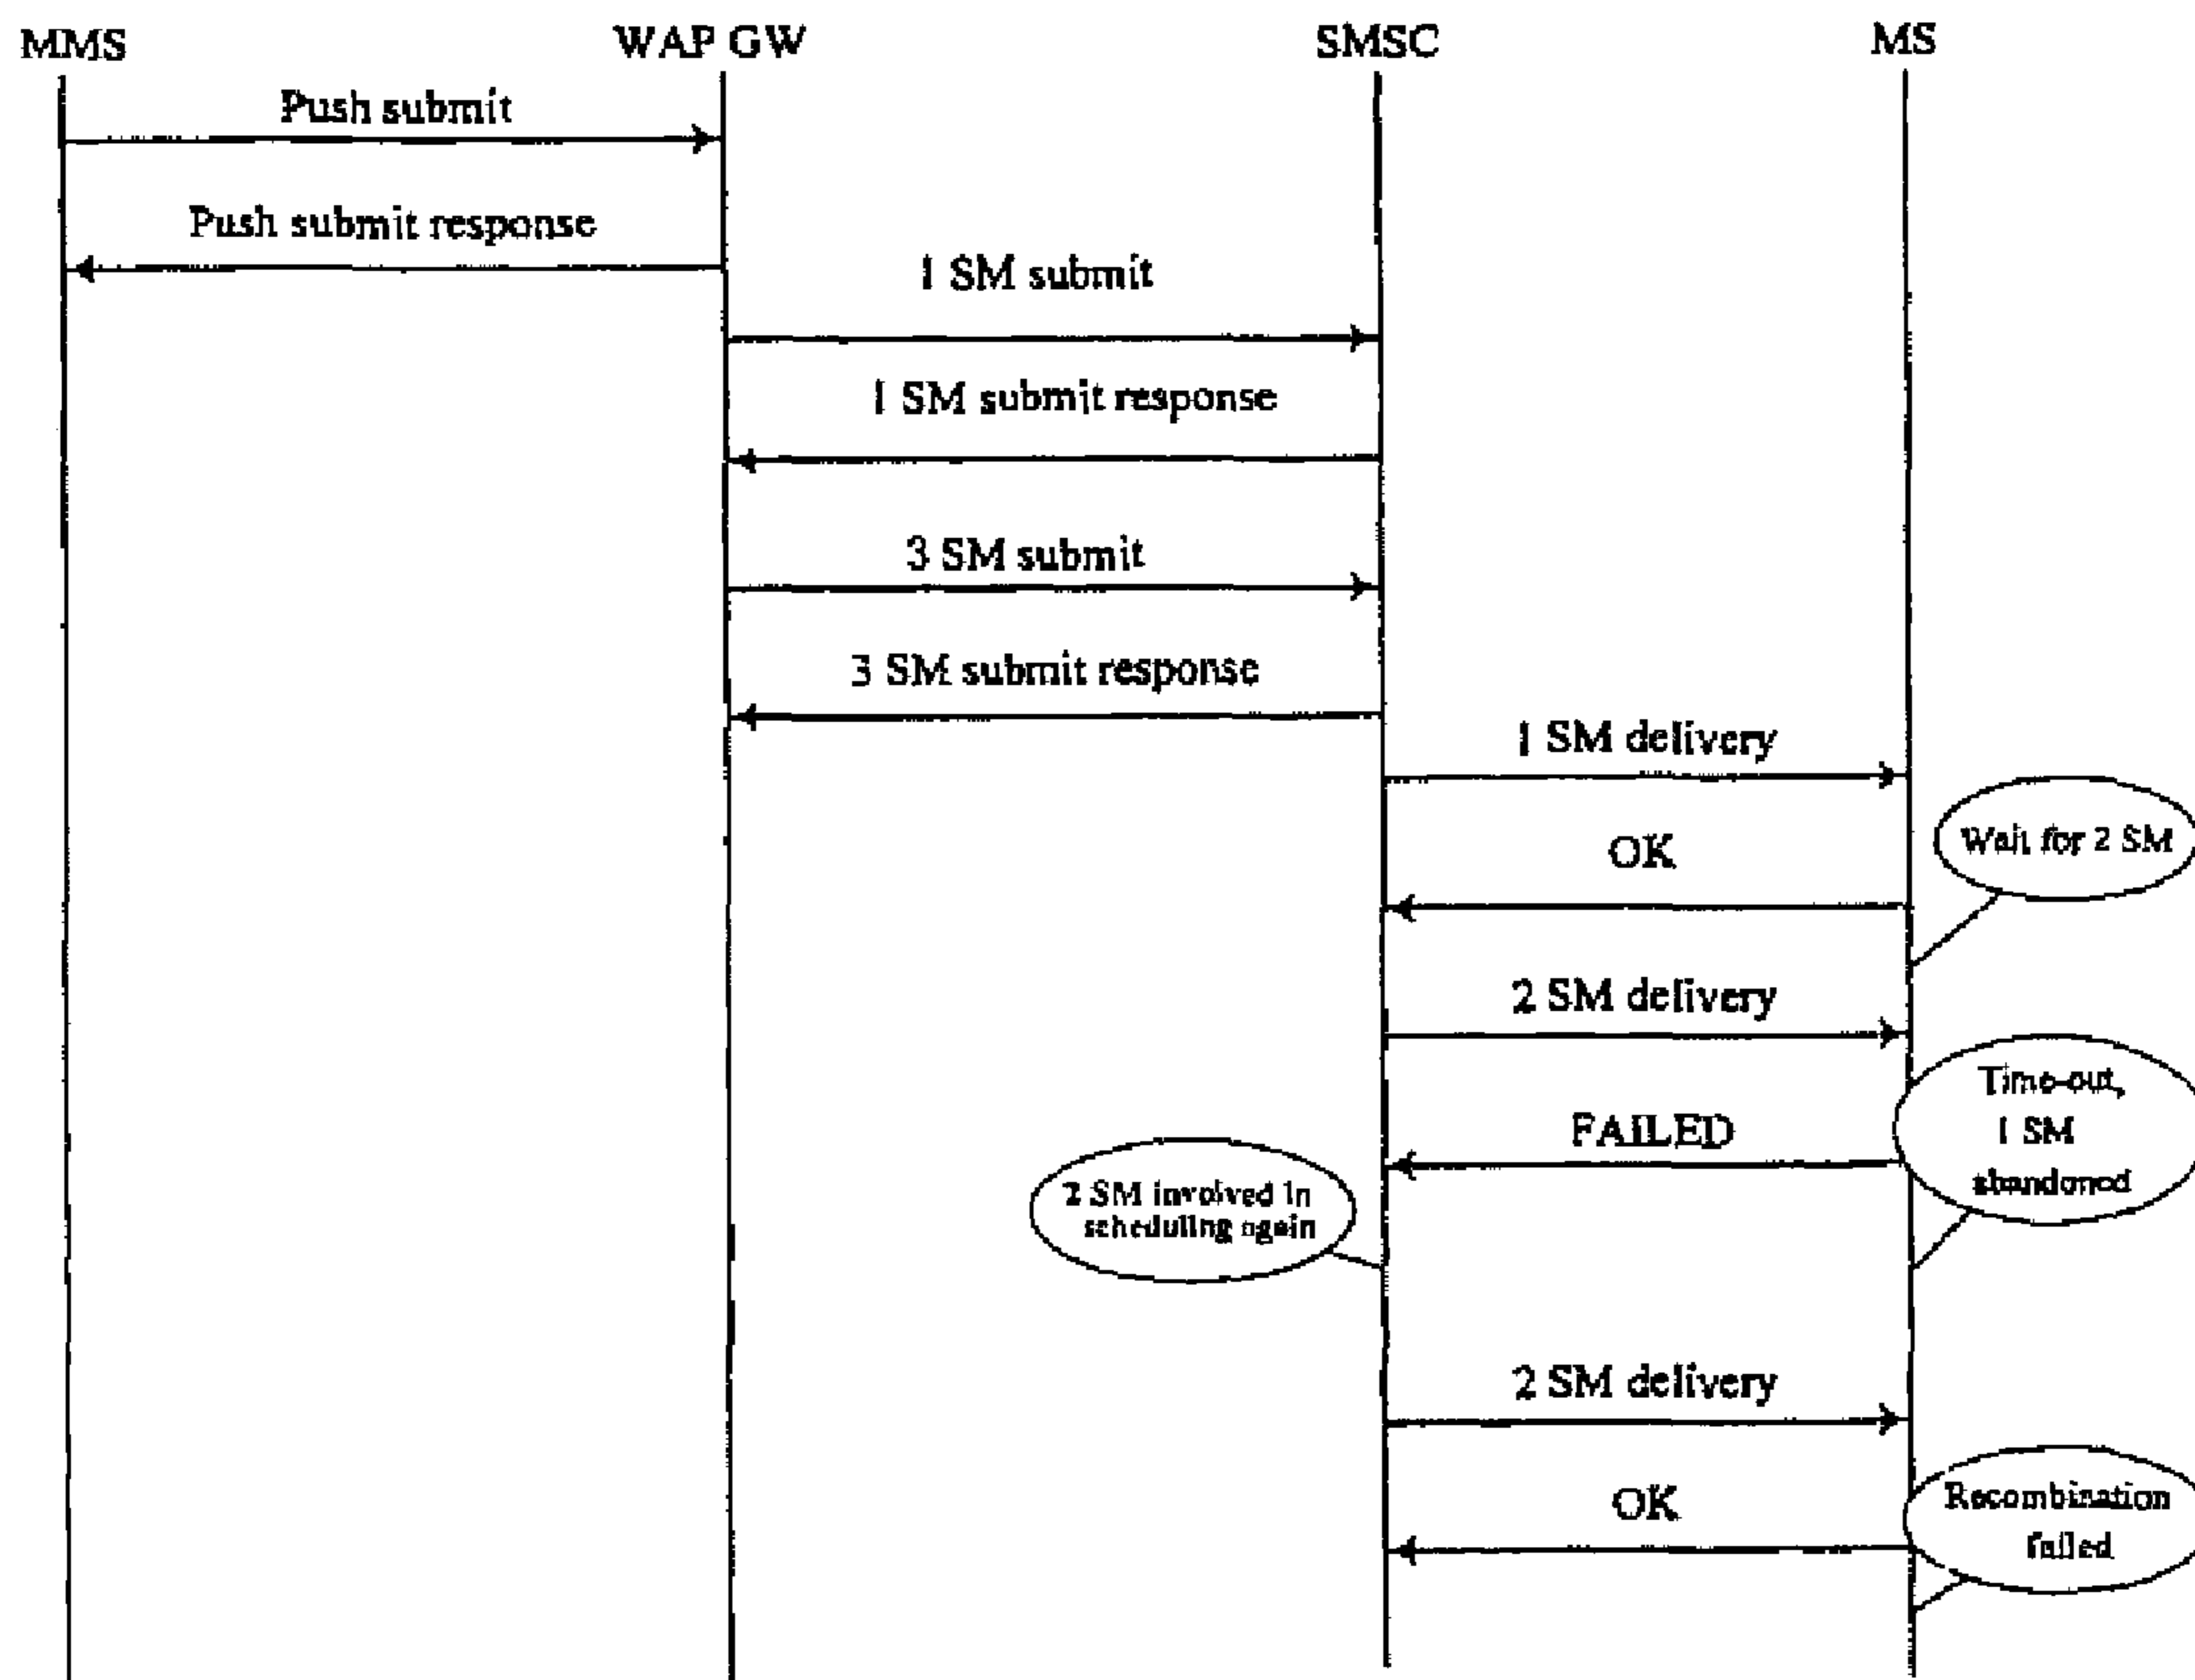 MMS
WAP GW
SMSC
MS
Push submit
Push submit response
1 SM submit
1 SM submit response
3 SM submit
3 SM submit response
1 SM delivery
Wait for 2 SM
OK
2 SM delivery
Time-out,
1 SM
abandoned
FAILED
2 SM involved in
scheduling again
2 SM delivery
OK
Recombination
failed